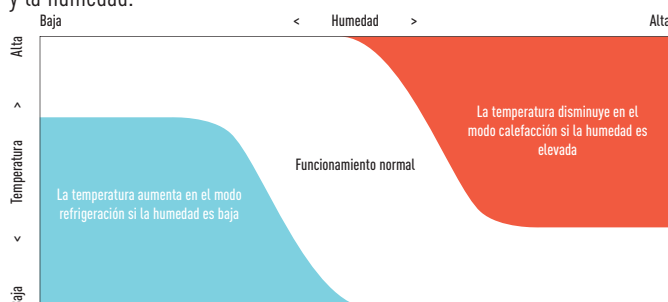 y la humedad.
Baja < Humedad > Alta
Alta
La temperatura disminuye en el
modo calefacción si la humedad es
elevada
Funcionamiento normal
< Temperatura >
La temperatura aumenta en el modo
refrigeración si la humedad es baja
Baja